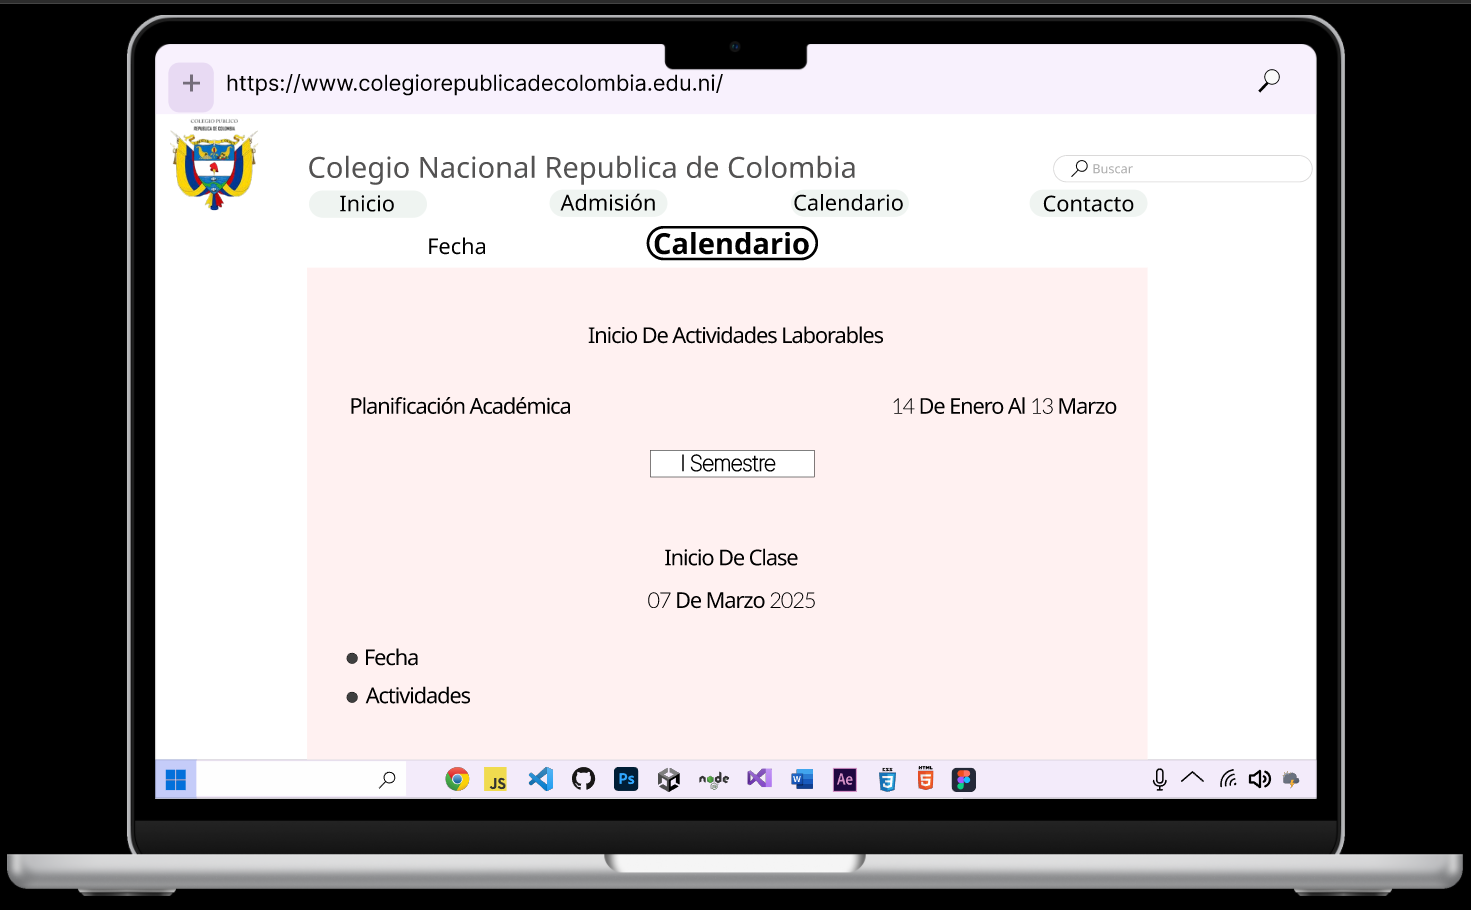 https://www.colegiorepublicadecolombia.edu.ni/
COLEGIO PUBLICO
REPUBLICA DE COLOMBIA
Colegio Nacional Republica de Colombia
Buscar
Inicio
Admisión
Calendario
Contacto
Fecha
Calendario
Inicio De Actividades Laborables
Planificación Académica
14 De Enero Al 13 Marzo
I Semestre
Inicio De Clase
07 De Marzo 2025
Fecha
Actividades
JS
Ps
node
W
Ae
CSS
3
HTML
5